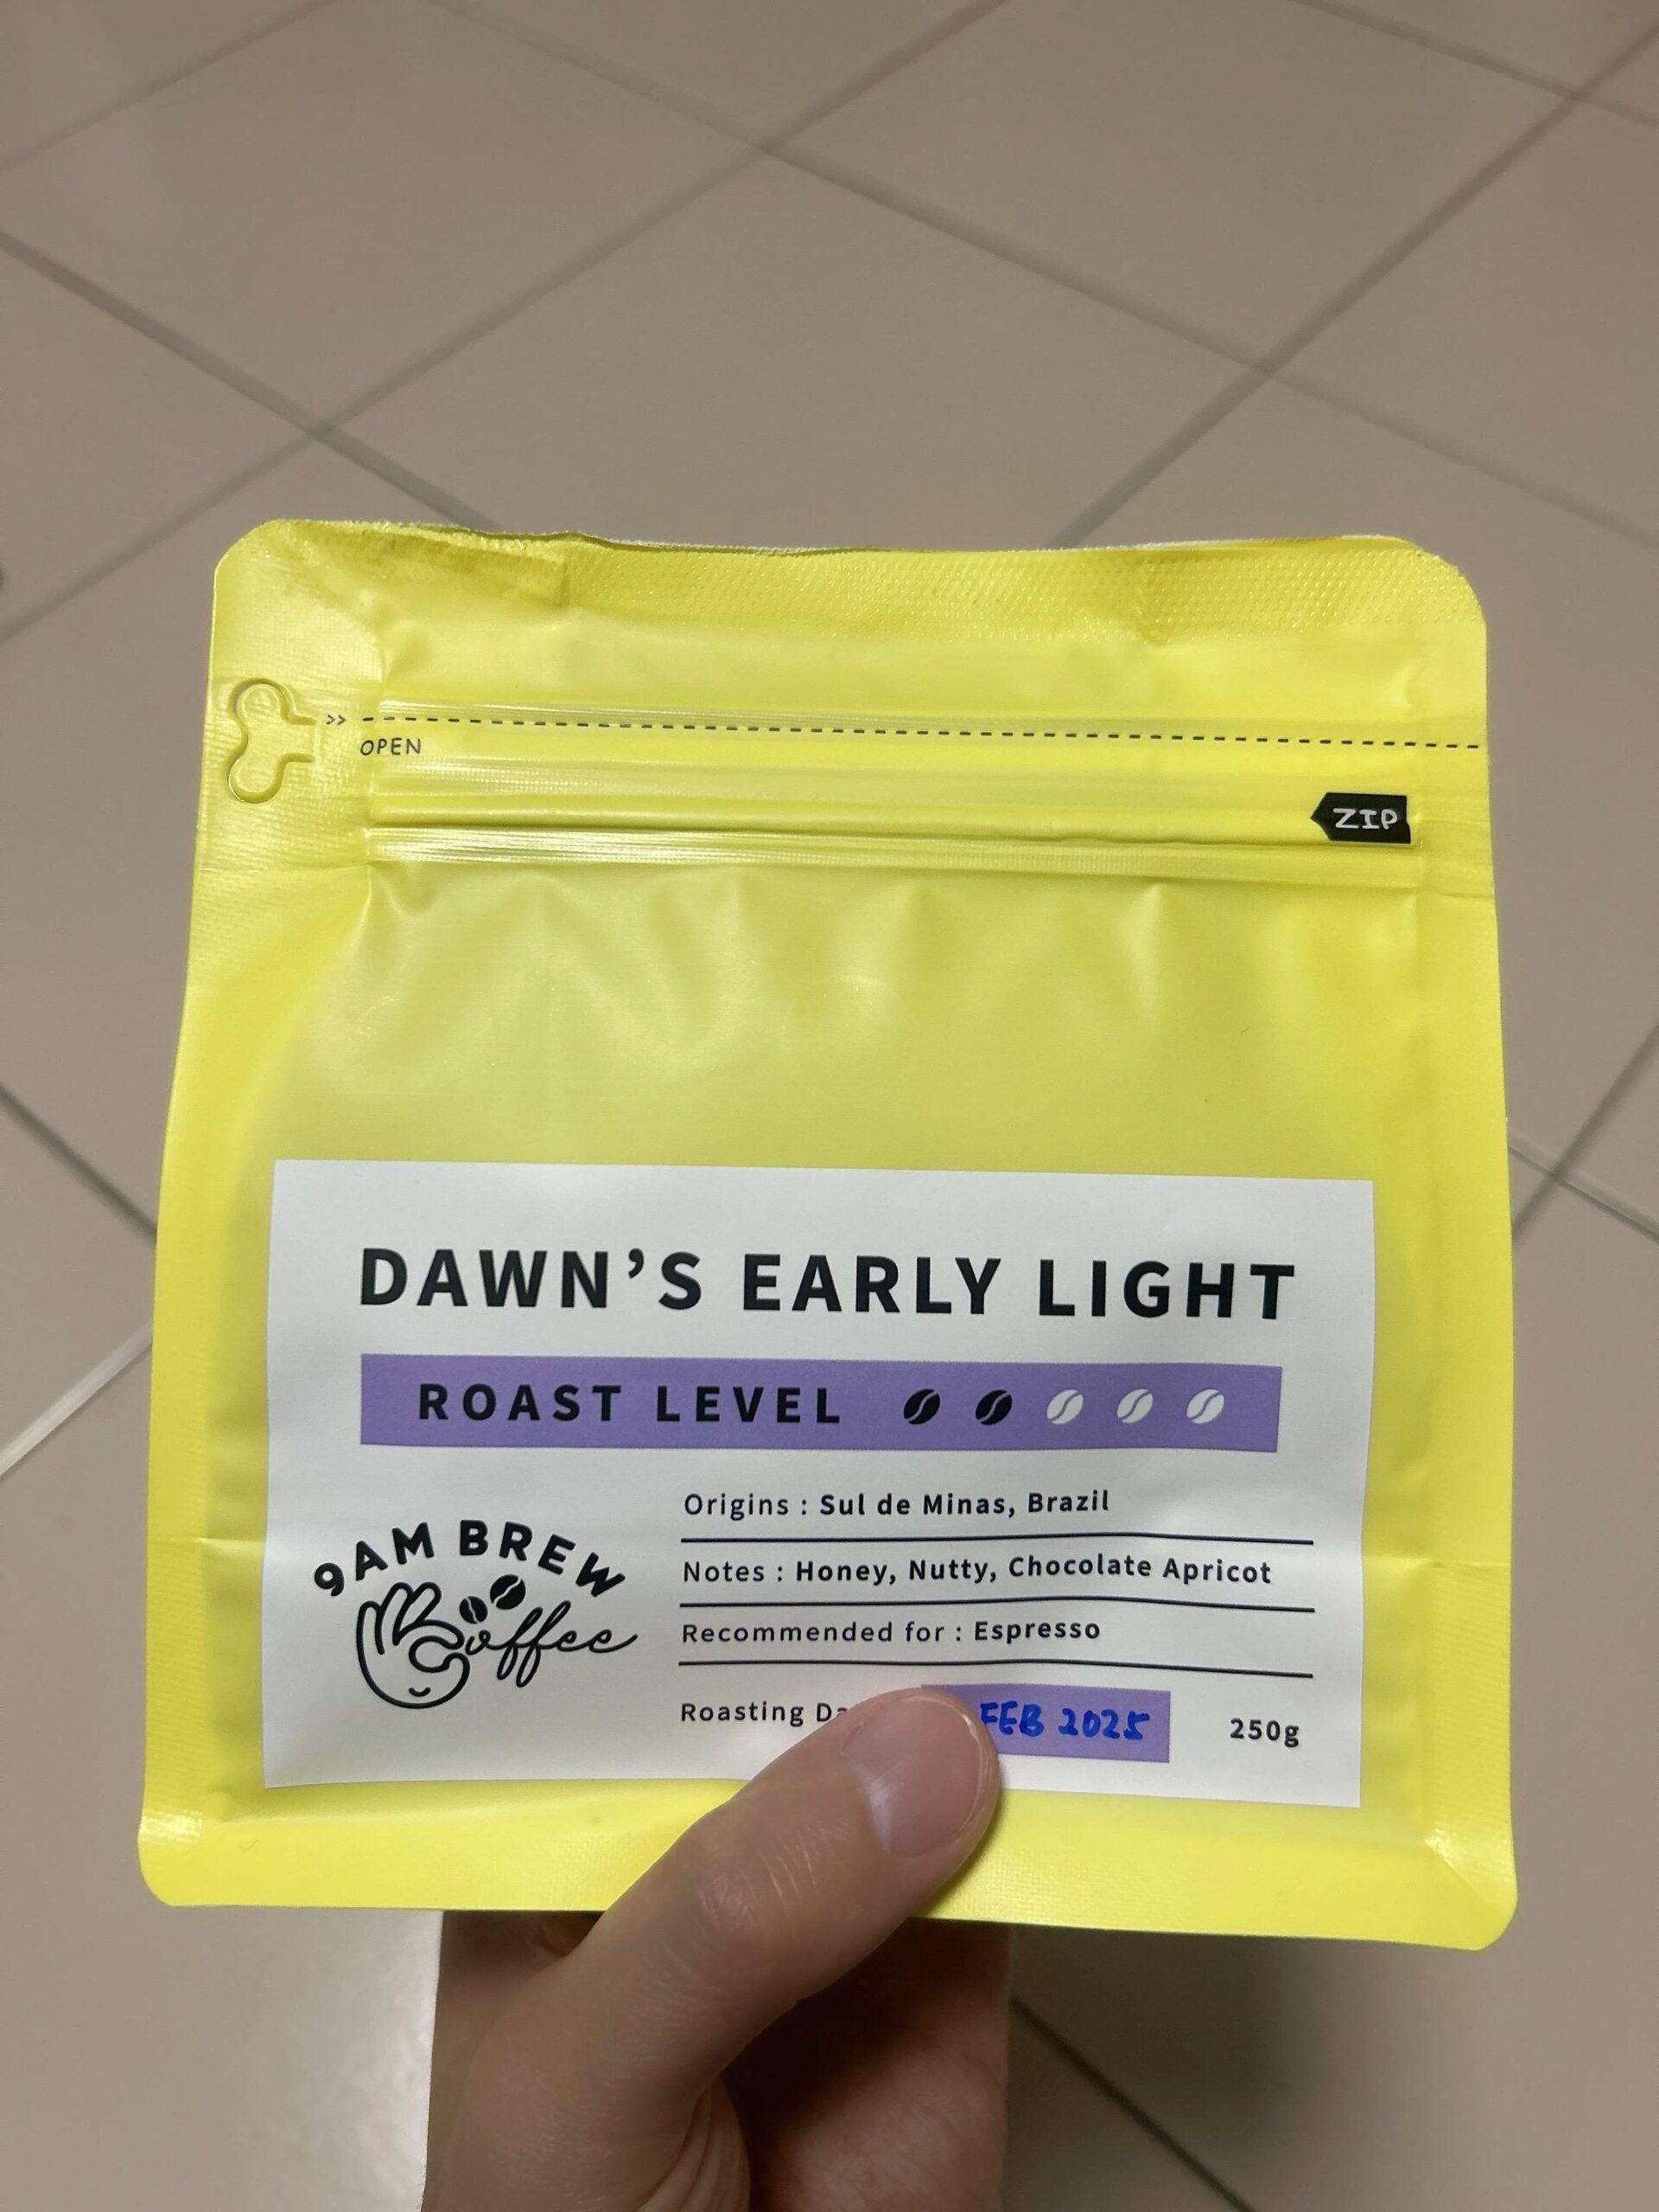 >> OPEN
ZIP
DAWN'S EARLY LIGHT
ROAST LEVEL
9AM BREW
Coffee
Origins : Sul de Minas, Brazil
Notes : Honey, Nutty, Chocolate Apricot
Recommended for : Espresso
Roasting FEB 2025
250g